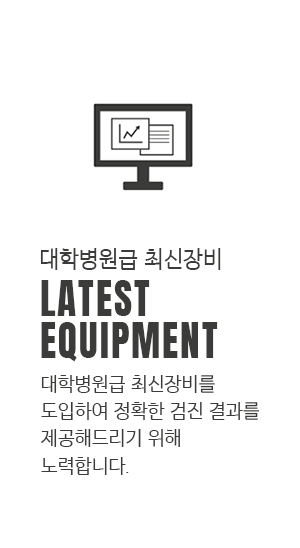 대학병원급 최신장비
LATEST
EQUIPMENT
대학병원급 최신장비를
도입하여 정확한 검진 결과를
제공해드리기 위해
노력합니다.